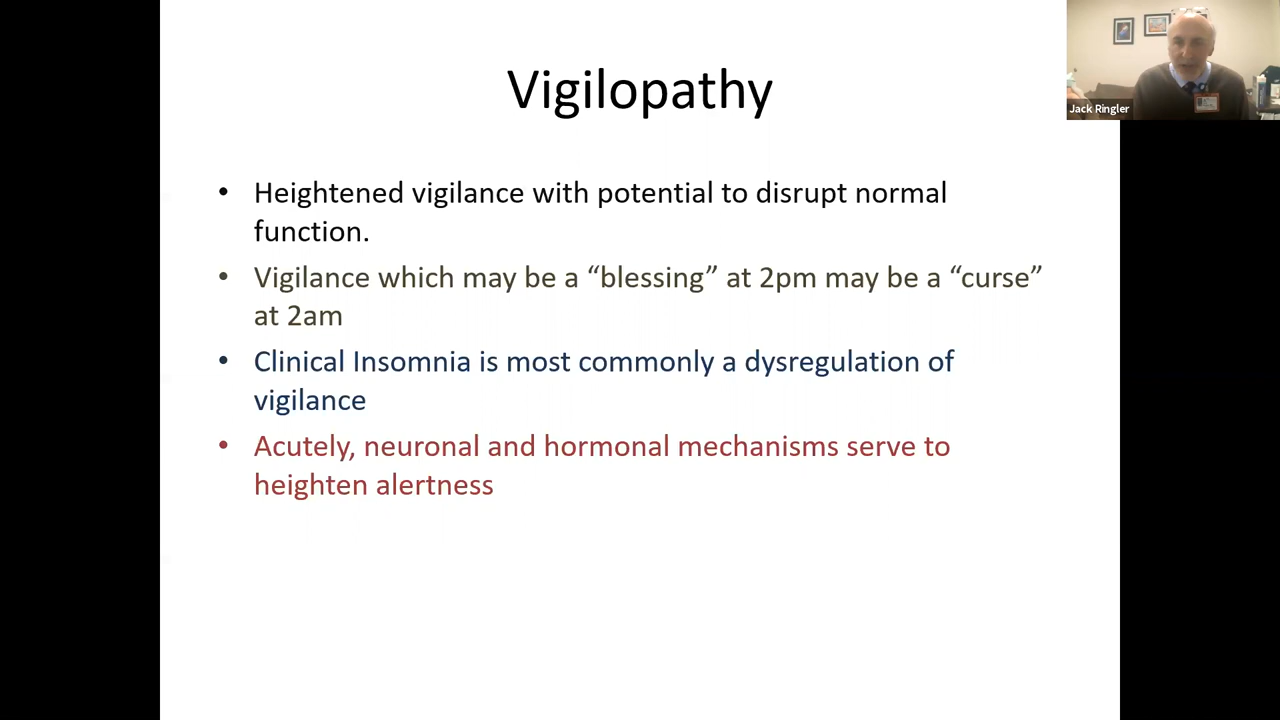 Vigilopathy
• Heightened vigilance with potential to disrupt normal
function.
• Vigilance which may be a “blessing” at 2pm may be a “curse”
at 2am
• Clinical Insomnia is most commonly a dysregulation of
vigilance
• Acutely, neuronal and hormonal mechanisms serve to
heighten alertness
Jack Ringler